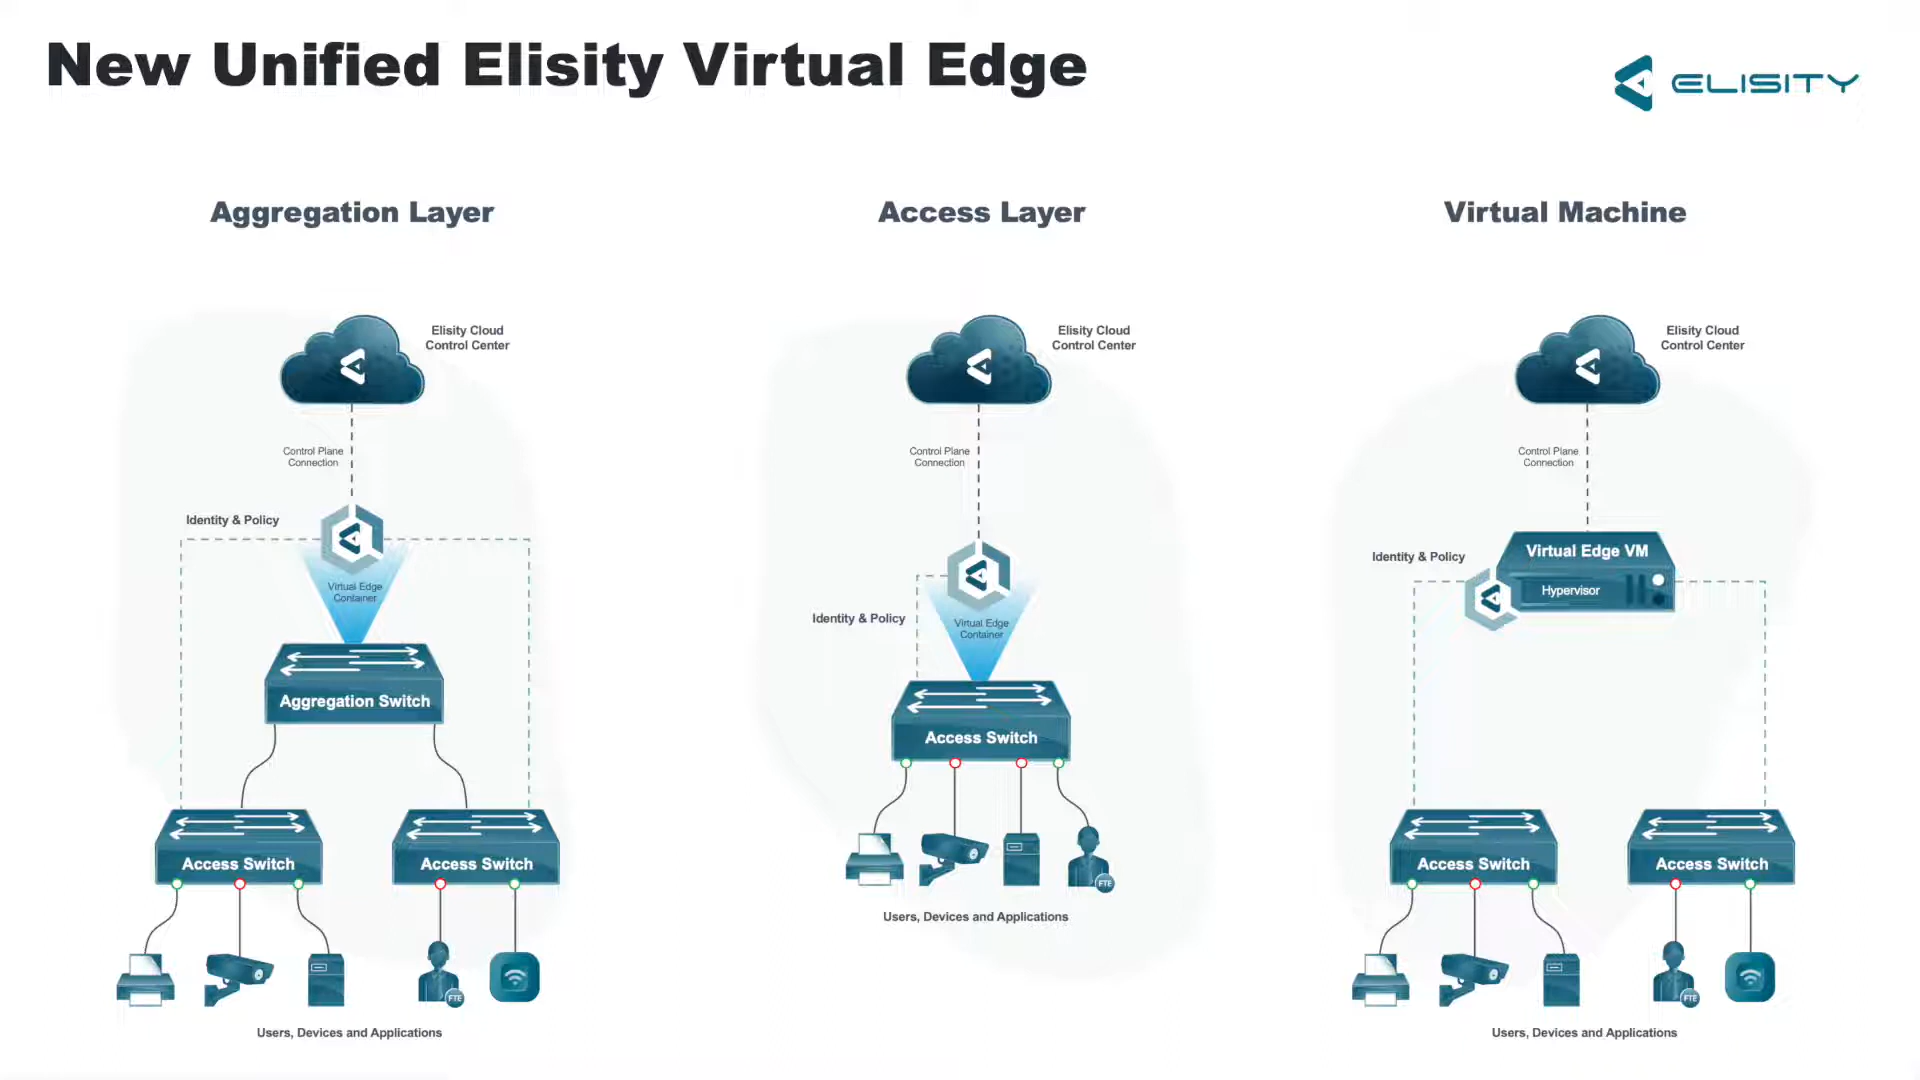 New Unified Elisity Virtual Edge
ELISITY
Aggregation Layer
Elisity Cloud
Control Center
Control Plane
Connection
Identity & Policy
Virtual Edge
Container
Aggregation Switch
Access Switch
Access Switch
FTE
Users, Devices and Applications
Access Layer
Elisity Cloud
Control Center
Control Plane
Connection
Identity & Policy
Virtual Edge
Container
Access Switch
FTE
Users, Devices and Applications
Virtual Machine
Elisity Cloud
Control Center
Control Plane
Connection
Identity & Policy
Virtual Edge VM
Hypervisor
Access Switch
Access Switch
FTE
Users, Devices and Applications